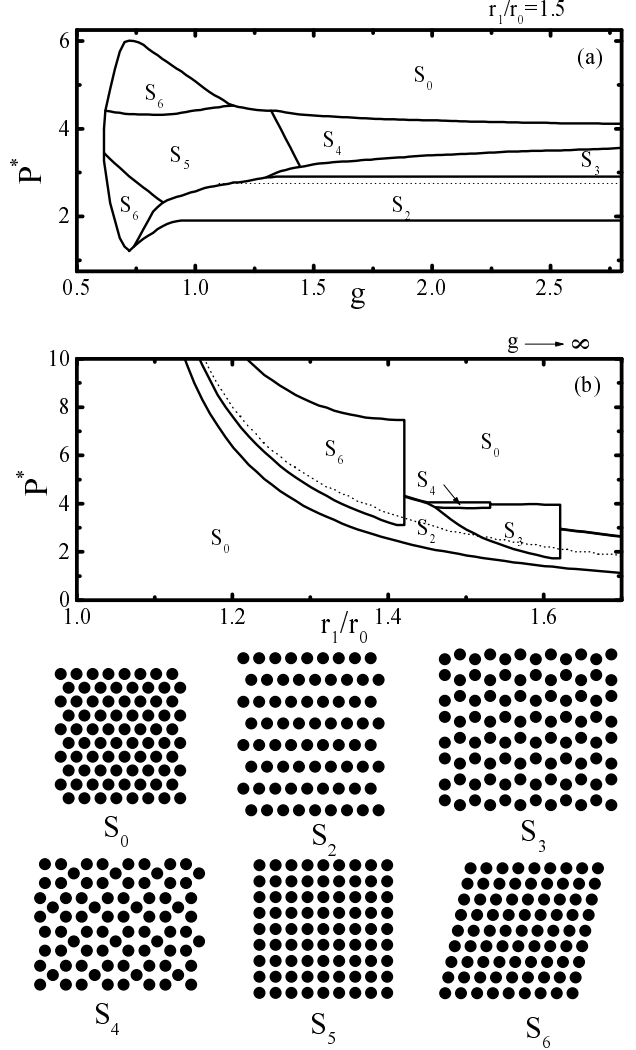 r₁/r₀=1.5
6
(a)
S₀
S₆
4
S₄
P*
S₅
S₃
S₆
S₂
2
0.5 1.0 1.5 2.0 2.5
g
g → ∞
10
(b)
8
S₆
S₀
6
P*
S₄
4
S₂ S₃
S₀
2
0
1.0 1.2 1.4 1.6
r₁/r₀
S₀ S₂ S₃
S₄ S₅ S₆